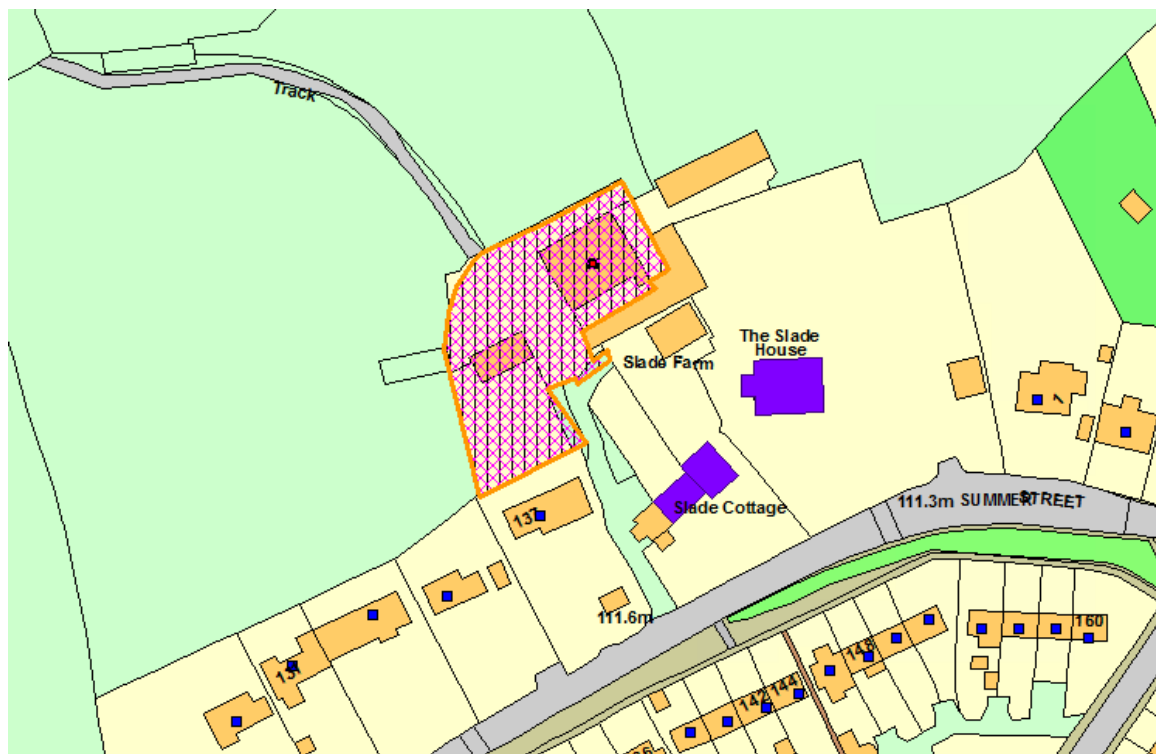 Track
The Slade
House
Slade Farm
7
111.3m SUMMER STREET
Slade Cottage
137
111.6m
131
160
148
144
142